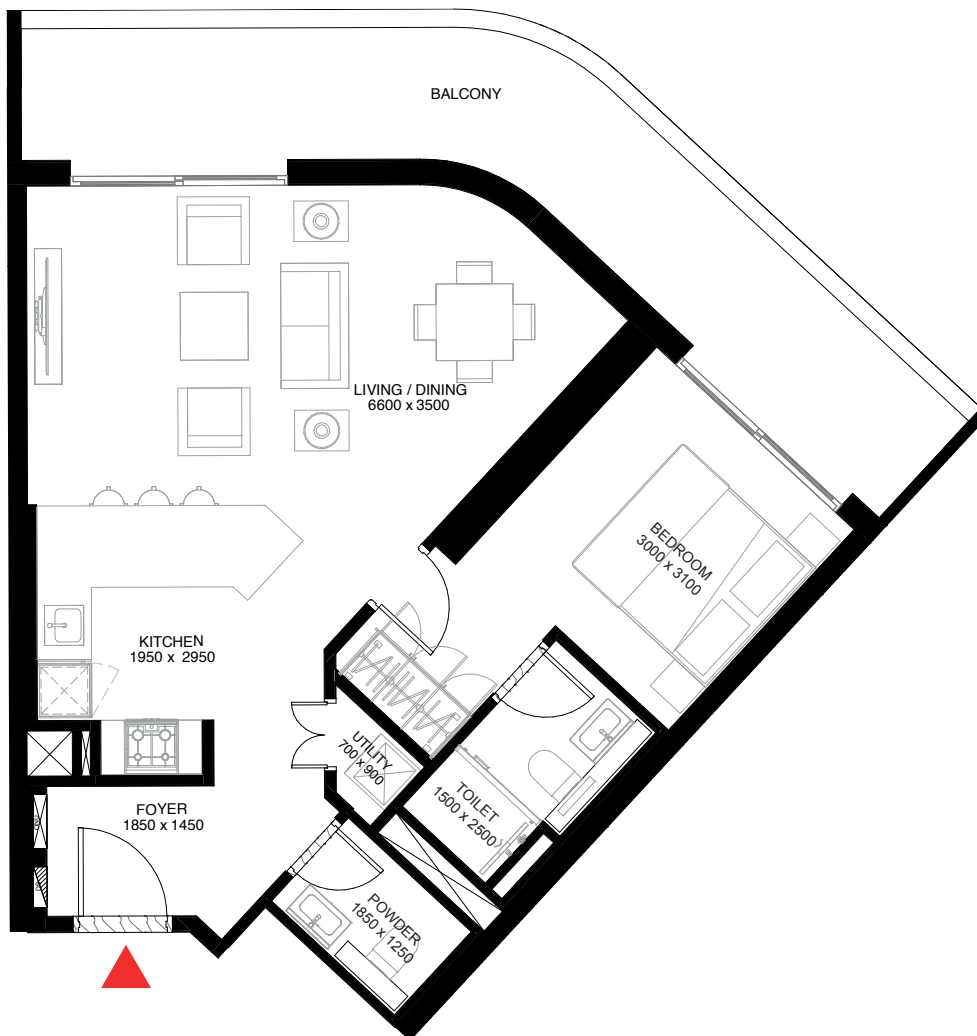 BALCONY
LIVING / DINING
6600 x 3500
BEDROOM
3000 x 3100
KITCHEN
1950 x 2950
UTILITY
700 x 900
TOILET
1500 x 2500
FOYER
1850 x 1450
POWDER
1850 x 1250